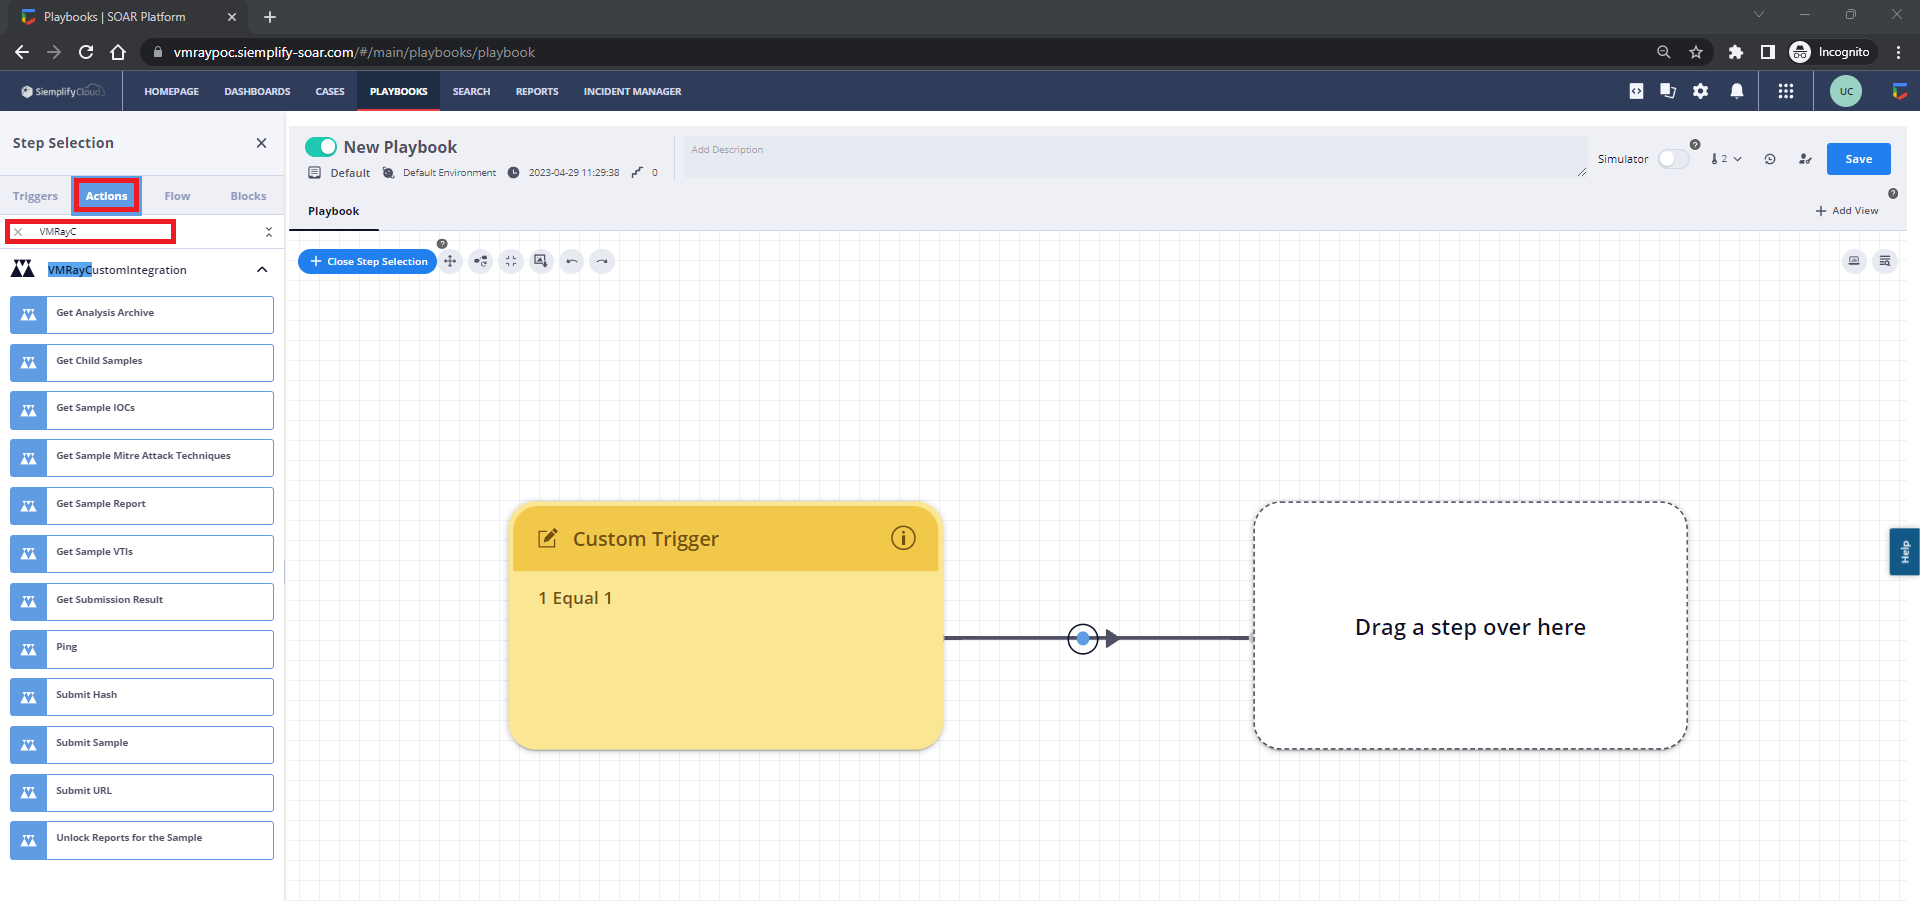 Playbooks | SOAR Platform
vmraypoc.siemplify-soar.com/#/main/playbooks/playbook
Incognito
SiemplifyCloud
HOMEPAGE
DASHBOARDS
CASES
PLAYBOOKS
SEARCH
REPORTS
INCIDENT MANAGER
UC
Step Selection
Triggers
Actions
Flow
Blocks
VMRayC
VMRayCustomIntegration
Get Analysis Archive
Get Child Samples
Get Sample IOCs
Get Sample Mitre Attack Techniques
Get Sample Report
Get Sample VTIs
Get Submission Result
Ping
Submit Hash
Submit Sample
Submit URL
Unlock Reports for the Sample
New Playbook
Default
Default Environment
2023-04-29 11:29:38
0
Add Description
Simulator
?
2
Save
Playbook
?
Add View
Close Step Selection
?
Custom Trigger
1 Equal 1
Drag a step over here
Help